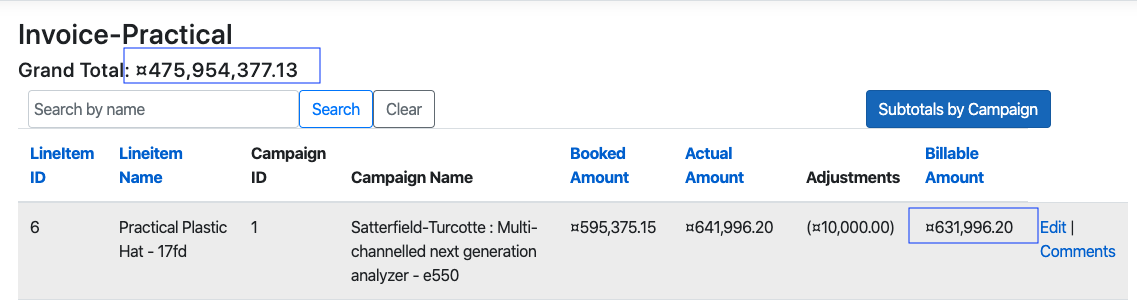 Invoice-Practical
Grand Total: ¤475,954,377.13
Search by name Search Clear Subtotals by Campaign
LineItem ID Lineitem Name Campaign ID Campaign Name Booked Amount Actual Amount Adjustments Billable Amount
6 Practical Plastic 1 Satterfield-Turcotte : Multi- ¤595,375.15 ¤641,996.20 (¤10,000.00) ¤631,996.20 Edit |
Hat - 17fd channelled next generation Comments
analyzer - e550